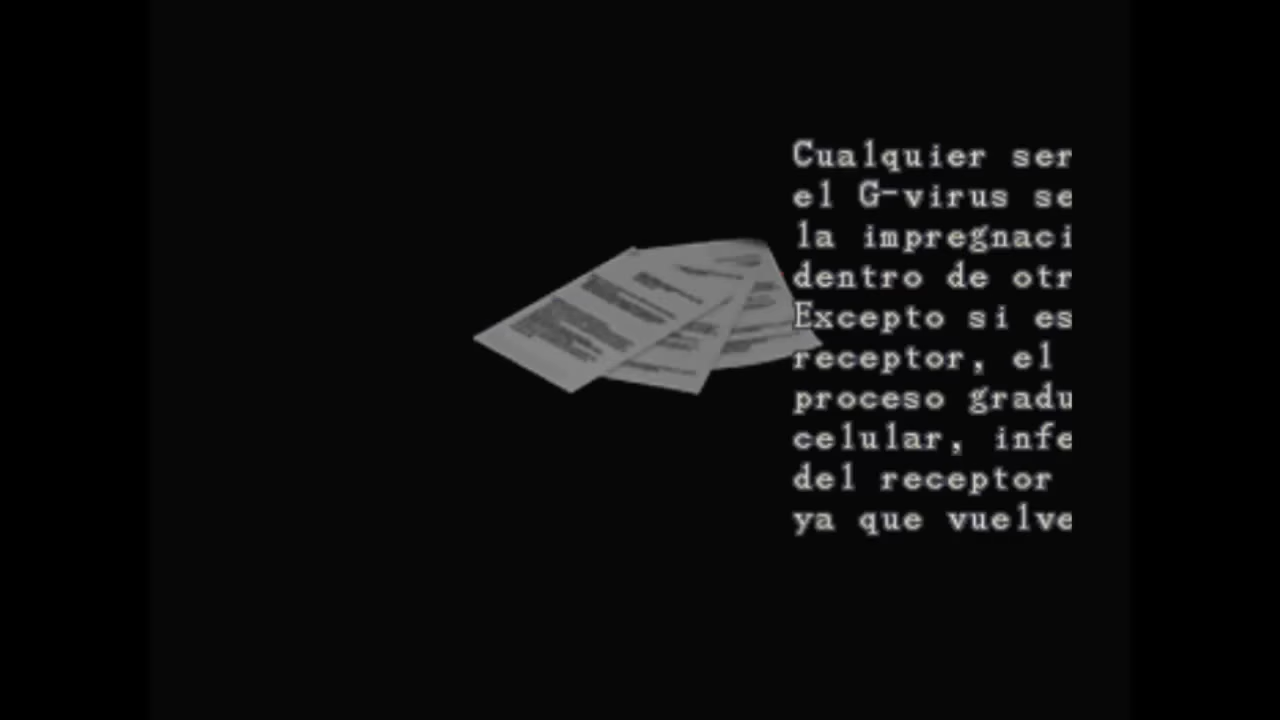 Cualquier ser
el G-virus se
la impregnaci
dentro de otr
Excepto si es
receptor, el
proceso gradu
celular, infe
del receptor
ya que vuelve